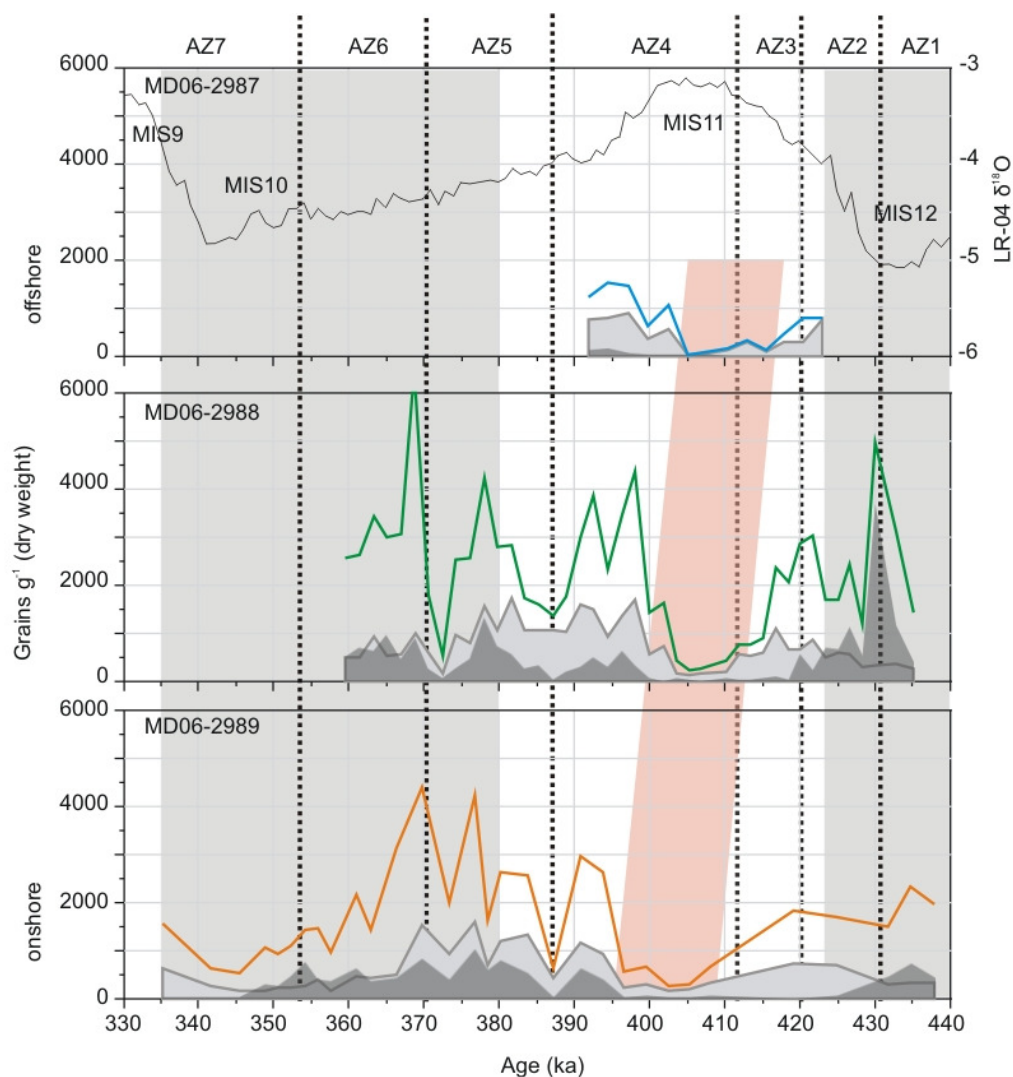 AZ7 AZ6 AZ5 AZ4 AZ3 AZ2 AZ1
6000 MD06-2987 -3
MIS9 MIS11
4000 -4
MIS10
MIS12
2000 -5
0 -6
offshore
LR-04 δ¹⁸O
6000 MD06-2988
4000
2000
0
Grains g⁻¹ (dry weight)
6000 MD06-2989
4000
2000
0
onshore
330 340 350 360 370 380 390 400 410 420 430 440
Age (ka)